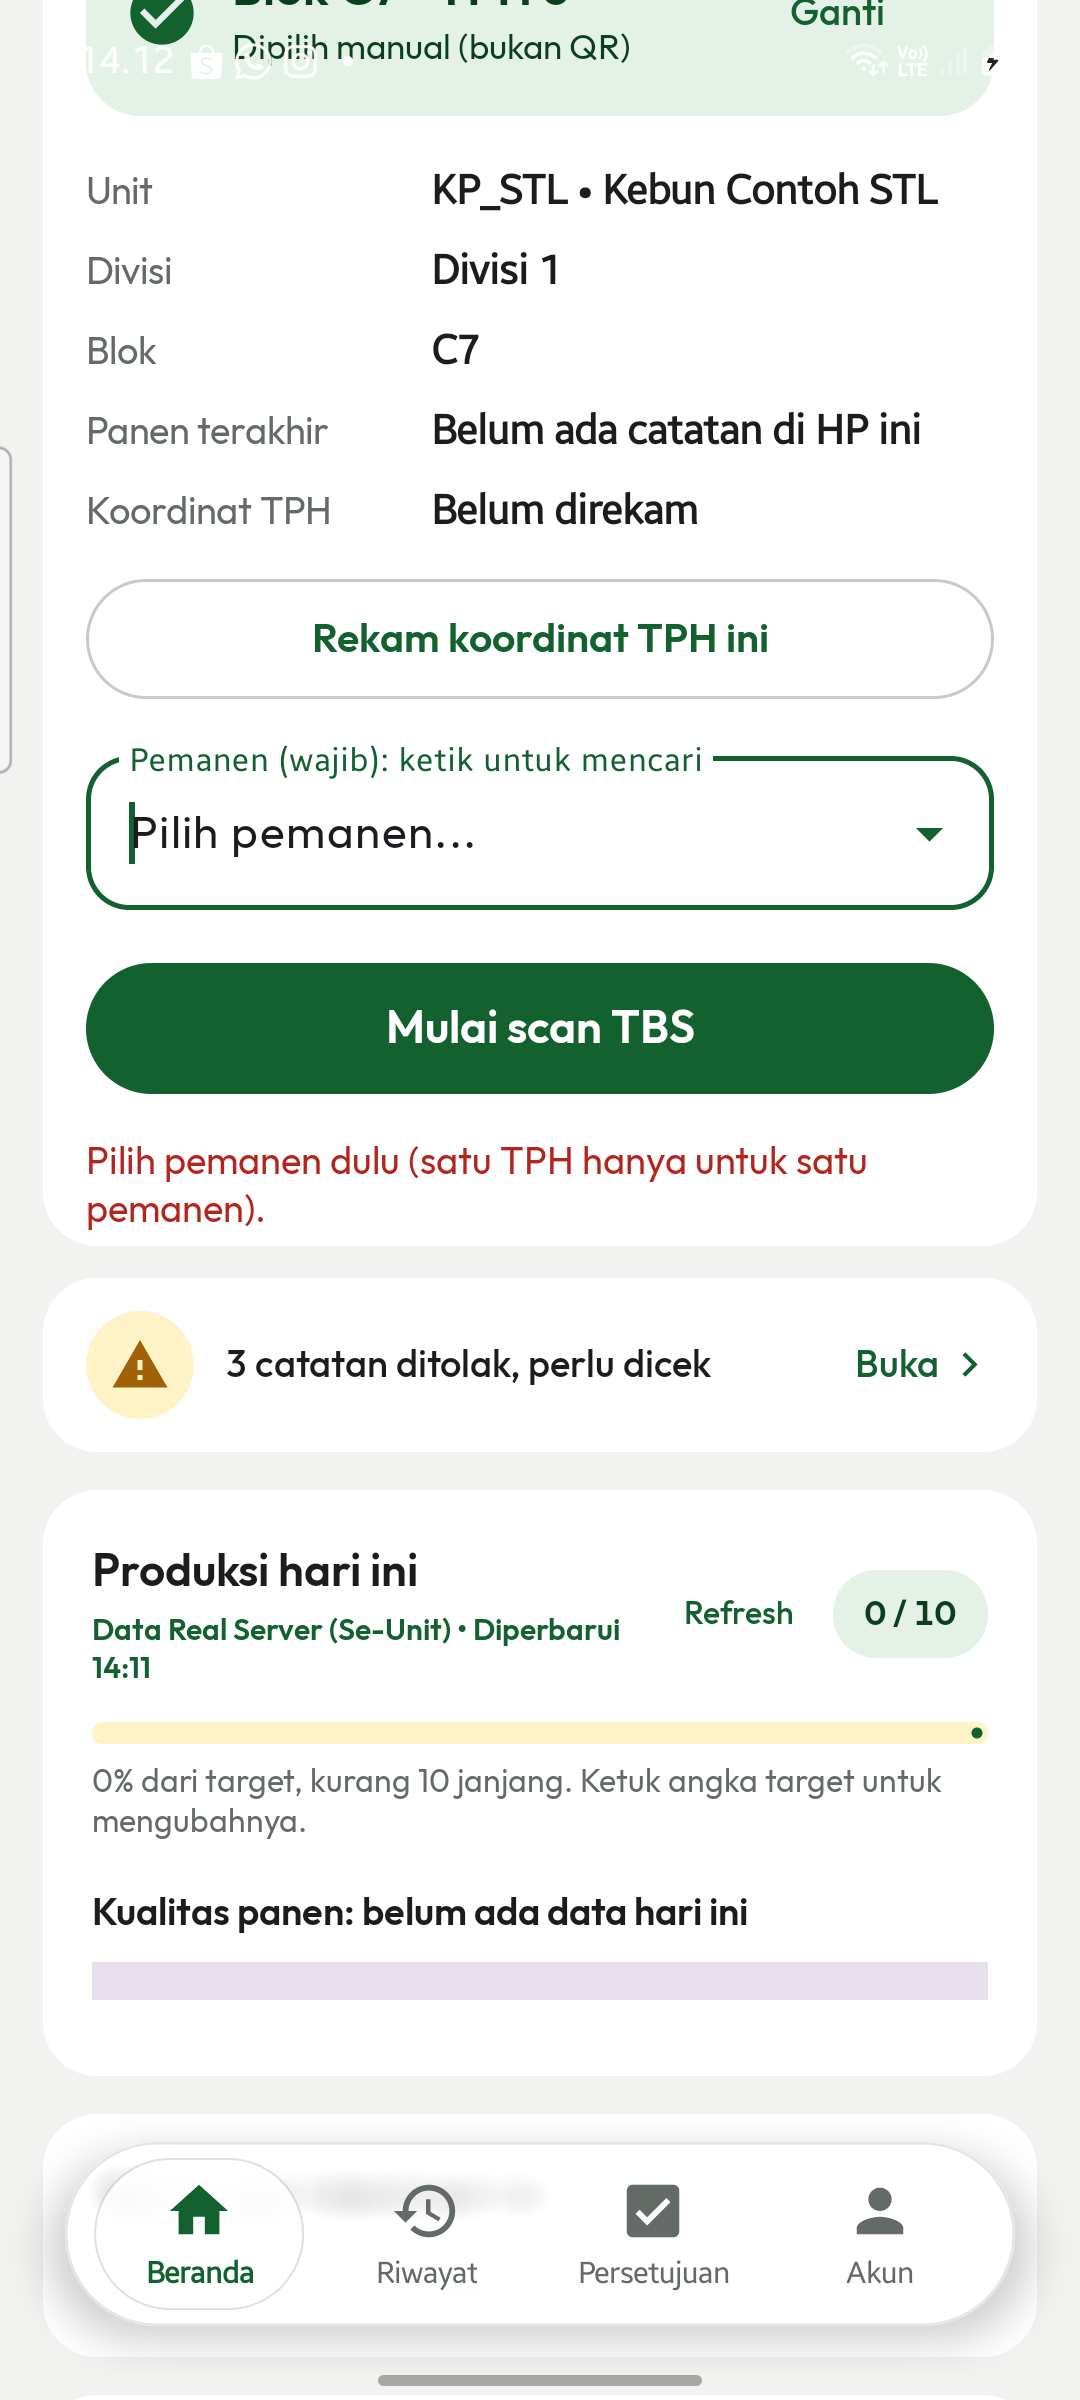 Ganti
Dipilih manual (bukan QR)
14.12
Vo)) LTE
Unit KP_STL • Kebun Contoh STL
Divisi Divisi 1
Blok C7
Panen terakhir Belum ada catatan di HP ini
Koordinat TPH Belum direkam
Rekam koordinat TPH ini
Pemanen (wajib): ketik untuk mencari
Pilih pemanen...
Mulai scan TBS
Pilih pemanen dulu (satu TPH hanya untuk satu
pemanen).
3 catatan ditolak, perlu dicek Buka
Produksi hari ini
Data Real Server (Se-Unit) • Diperbarui
14:11
Refresh 0 / 10
0% dari target, kurang 10 janjang. Ketuk angka target untuk
mengubahnya.
Kualitas panen: belum ada data hari ini
Beranda Riwayat Persetujuan Akun